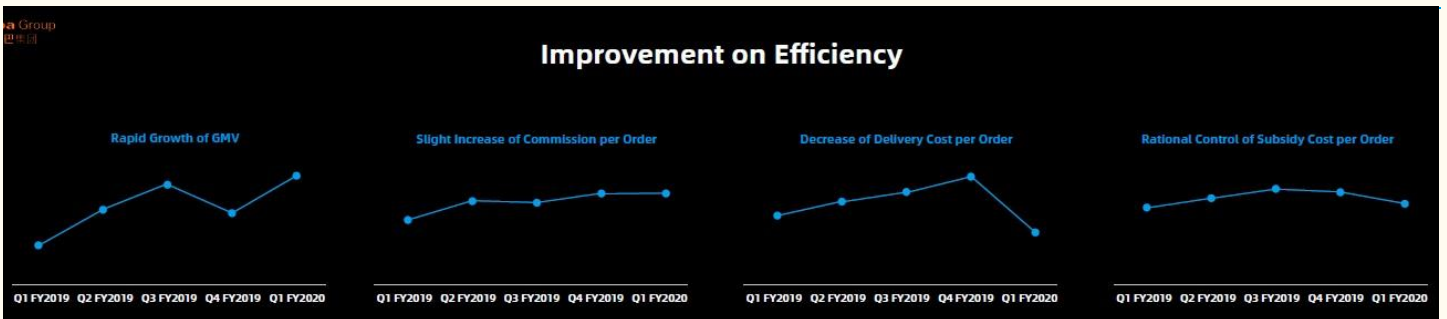 a Group
巴集团
Improvement on Efficiency
Rapid Growth of GMV
Slight Increase of Commission per Order
Decrease of Delivery Cost per Order
Rational Control of Subsidy Cost per Order
Q1 FY2019 Q2 FY2019 Q3 FY2019 Q4 FY2019 Q1 FY2020
Q1 FY2019 Q2 FY2019 Q3 FY2019 Q4 FY2019 Q1 FY2020
Q1 FY2019 Q2 FY2019 Q3 FY2019 Q4 FY2019 Q1 FY2020
Q1 FY2019 Q2 FY2019 Q3 FY2019 Q4 FY2019 Q1 FY2020